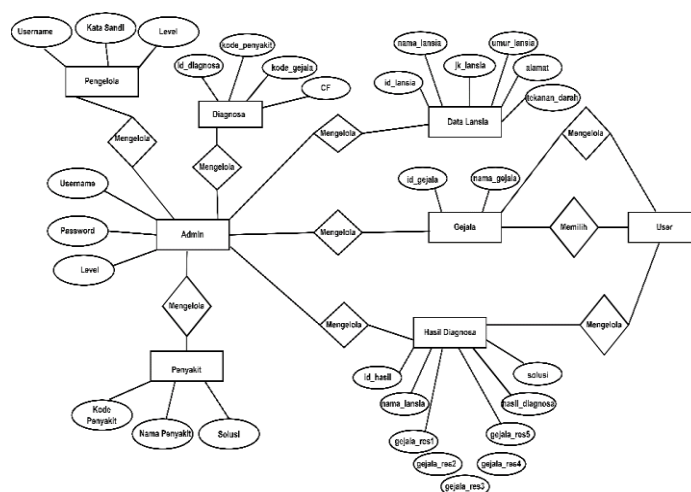 Username
Kata Sandi
Level
Pengelola
kode_penyakit
id_diagnosa
kode_gejala
CF
Diagnosa
nama_lansia
umur_lansia
jk_lansia
alamat
id_lansia
tekanan_darah
Data Lansia
Mengelola
Mengelola
Mengelola
Mengelola
Username
id_gejala
nama_gejala
Password
Admin
Mengelola
Gejala
Memilih
User
Level
Mengelola
Mengelola
Hasil Diagnosa
Mengelola
Penyakit
id_hasil
solusi
nama_lansia
hasil_diagnosa
Kode
Penyakit
Nama Penyakit
Solusi
gejala_res1
gejala_res5
gejala_res2
gejala_res4
gejala_res3